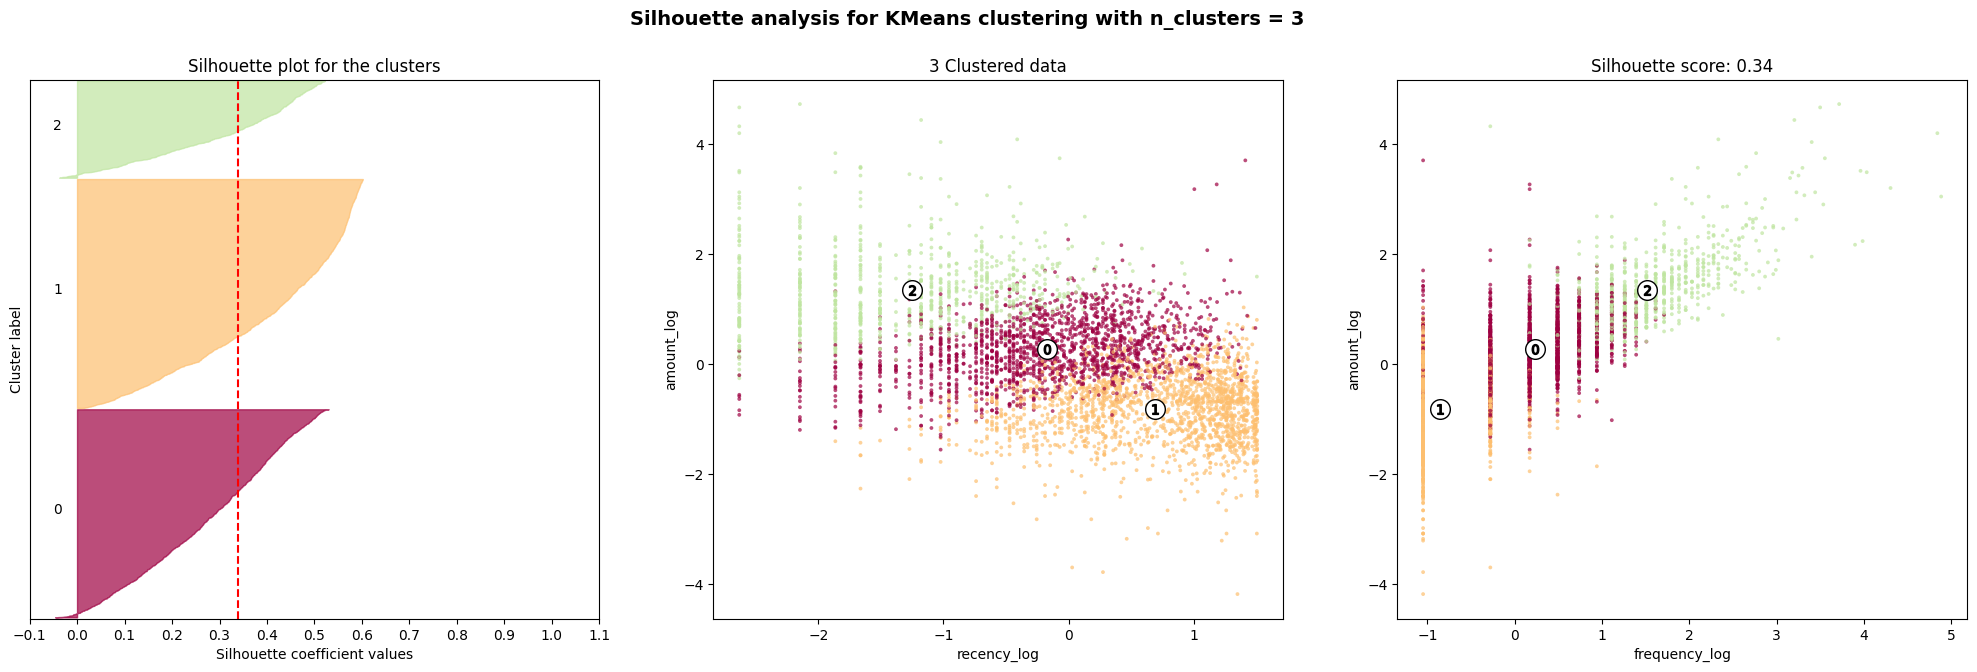 Silhouette analysis for KMeans clustering with n_clusters = 3
Silhouette plot for the clusters
Cluster label
2
1
0
−0.1 0.0 0.1 0.2 0.3 0.4 0.5 0.6 0.7 0.8 0.9 1.0 1.1
Silhouette coefficient values
3 Clustered data
amount_log
4
2
0
−2
−4
2
0
1
−2 −1 0 1
recency_log
Silhouette score: 0.34
amount_log
4
2
0
−2
−4
2
0
1
−1 0 1 2 3 4 5
frequency_log